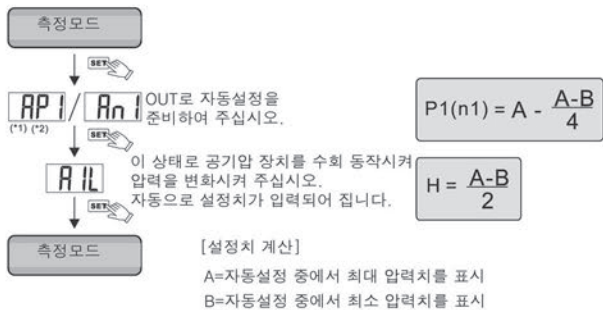 측정모드
SET
AP1 / An1
(*1) (*2)
OUT로 자동설정을
준비하여 주십시오.
SET
A1L
이 상태로 공기압 장치를 수회 동작시켜
압력을 변화시켜 주십시오.
자동으로 설정치가 입력되어 집니다.
SET
측정모드
P1(n1) = A - A-B
4
H = A-B
2
[설정치 계산]
A=자동설정 중에서 최대 압력치를 표시
B=자동설정 중에서 최소 압력치를 표시